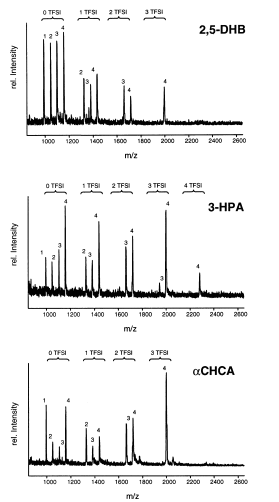 0 TFSI 1 TFSI 2 TFSI 3 TFSI
2,5-DHB
1 2 3 4 2 3 4 3 4 4
rel. Intensity
1000 1200 1400 1600 1800 2000 2200 2400 2600
m/z
0 TFSI 1 TFSI 2 TFSI 3 TFSI 4 TFSI
3-HPA
1 2 3 4 2 3 4 3 4 3 4 4
rel. Intensity
1000 1200 1400 1600 1800 2000 2200 2400 2600
m/z
0 TFSI 1 TFSI 2 TFSI 3 TFSI
αCHCA
1 2 3 4 2 3 4 3 4 4
rel. Intensity
1000 1200 1400 1600 1800 2000 2200 2400 2600
m/z